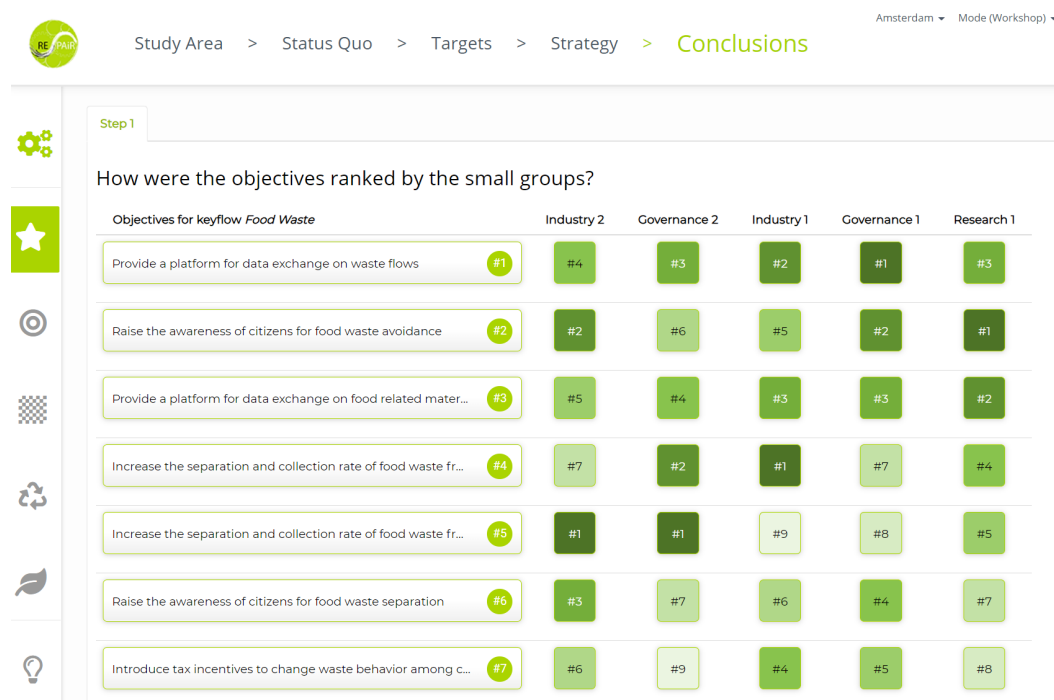 Amsterdam Mode (Workshop)
RE PAIR
Study Area > Status Quo > Targets > Strategy > Conclusions
Step 1
How were the objectives ranked by the small groups?
Objectives for keyflow Food Waste Industry 2 Governance 2 Industry 1 Governance 1 Research 1
Provide a platform for data exchange on waste flows #1 #4 #3 #2 #1 #3
Raise the awareness of citizens for food waste avoidance #2 #2 #6 #5 #2 #1
Provide a platform for data exchange on food related mater... #3 #5 #4 #3 #3 #2
Increase the separation and collection rate of food waste fr... #4 #7 #2 #1 #7 #4
Increase the separation and collection rate of food waste fr... #5 #1 #1 #9 #8 #5
Raise the awareness of citizens for food waste separation #6 #3 #7 #6 #4 #7
Introduce tax incentives to change waste behavior among c... #7 #6 #9 #4 #5 #8